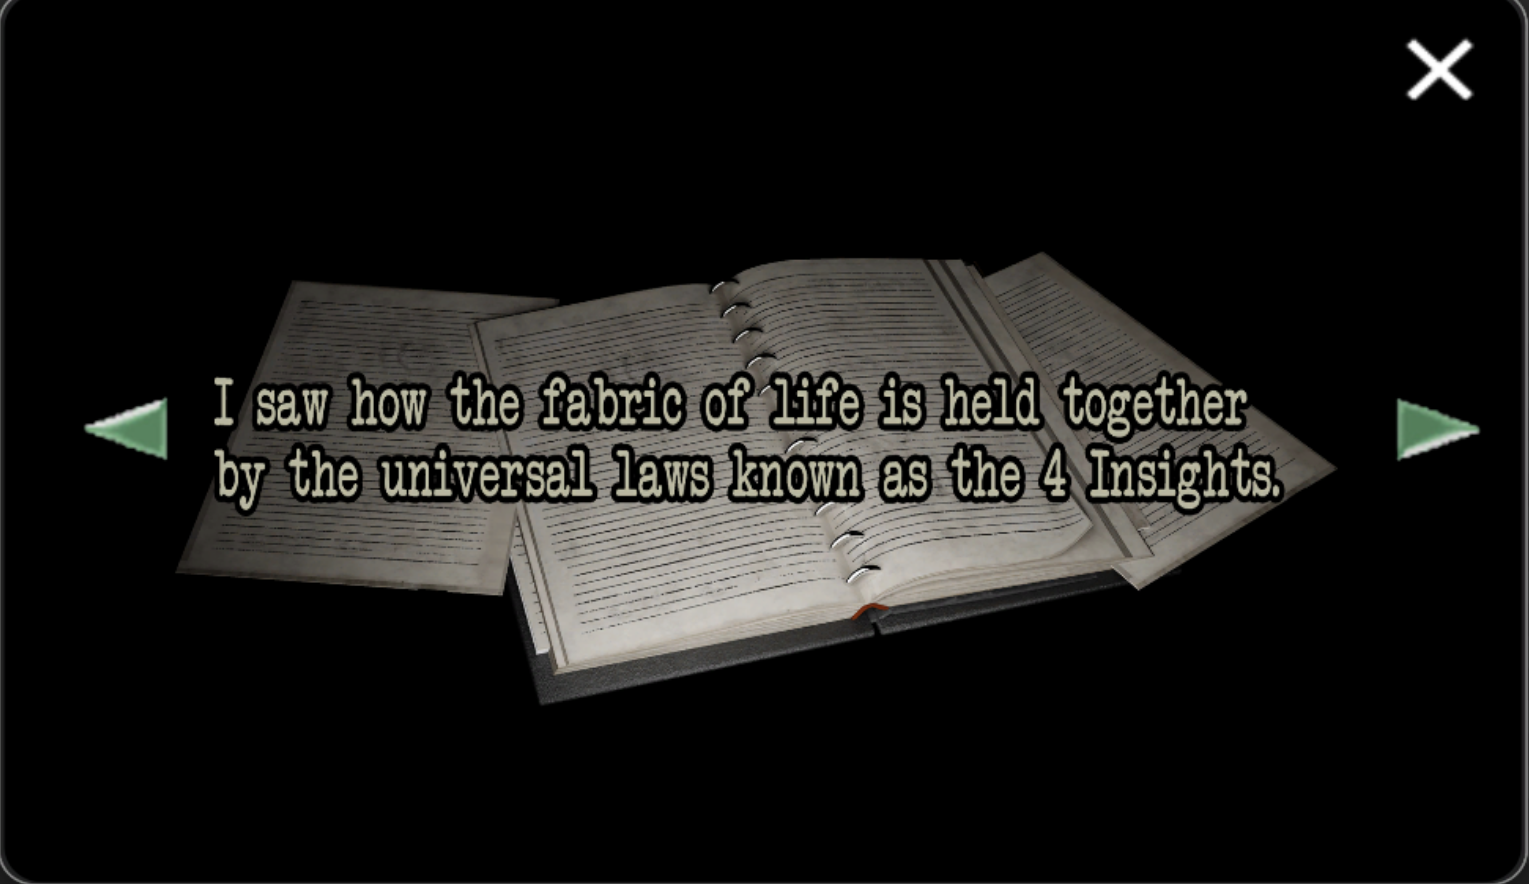 I saw how the fabric of life is held together
by the universal laws known as the 4 Insights.